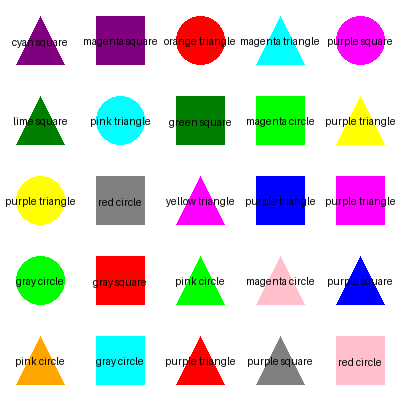 cyan square
magenta square
orange triangle
magenta triangle
purple square
lime square
pink triangle
green square
magenta circle
purple triangle
purple triangle
red circle
yellow triangle
purple triangle
purple triangle
gray circle
gray square
pink circle
magenta circle
purple square
pink circle
gray circle
purple triangle
purple square
red circle